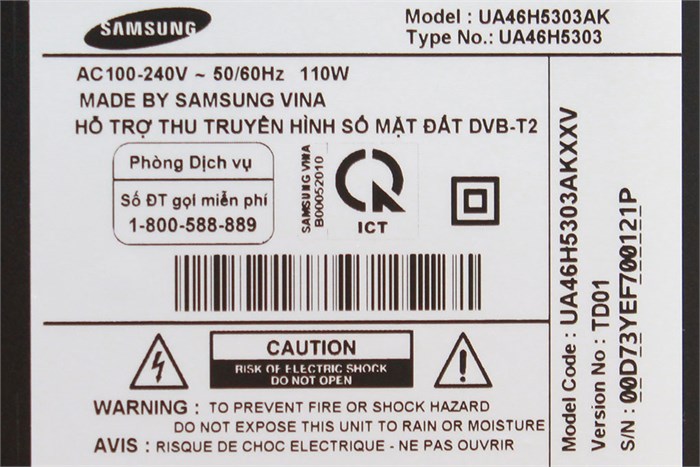 SAMSUNG
Model : UA46H5303AK
Type No.: UA46H5303
AC100-240V ~ 50/60Hz 110W
MADE BY SAMSUNG VINA
HỖ TRỢ THU TRUYỀN HÌNH SỐ MẶT ĐẤT DVB-T2
Phòng Dịch vụ
Số ĐT gọi miễn phí
1-800-588-889
SAMSUNG VINA
B00052010
ICT
CAUTION
RISK OF ELECTRIC SHOCK
DO NOT OPEN
WARNING : TO PREVENT FIRE OR SHOCK HAZARD
DO NOT EXPOSE THIS UNIT TO RAIN OR MOISTURE
AVIS : RISQUE DE CHOC ELECTRIQUE - NE PAS OUVRIR
Model Code : UA46H5303AKXXV
Version No : TD01
S/N : 00D73YEF700121P